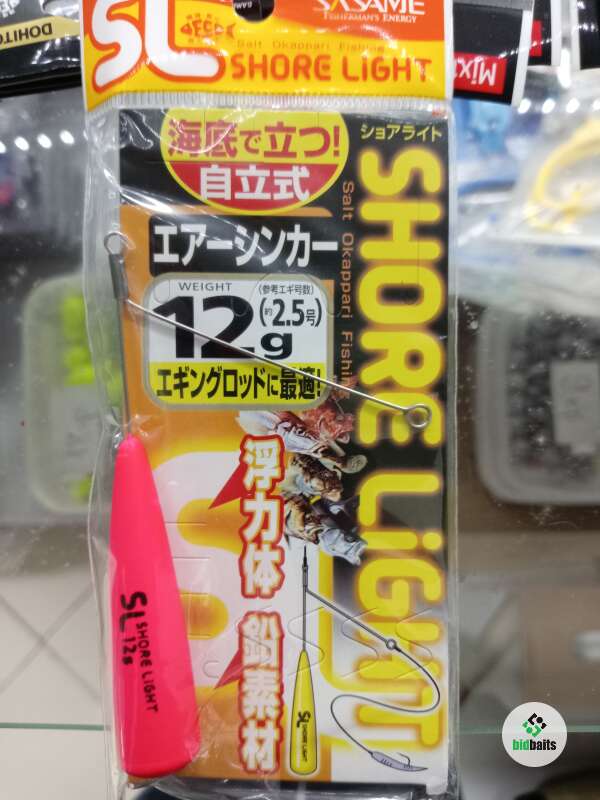 SL
SASAME
FISHERMAN'S ENERGY
Salt Okappari Fishing
SHORE LiGHT
DOHITO
Mix
海底で立つ!
自立式
ショアライト
SHORE LiGHT
Salt Okappari Fishing
エアーシンカー
WEIGHT
(参考エギ号数)
12g
(約2.5号)
エギングロッドに最適!
浮力体
鉛素材
SL SHORE LiGHT
12g
SL SHORE LIGHT
bidbaits